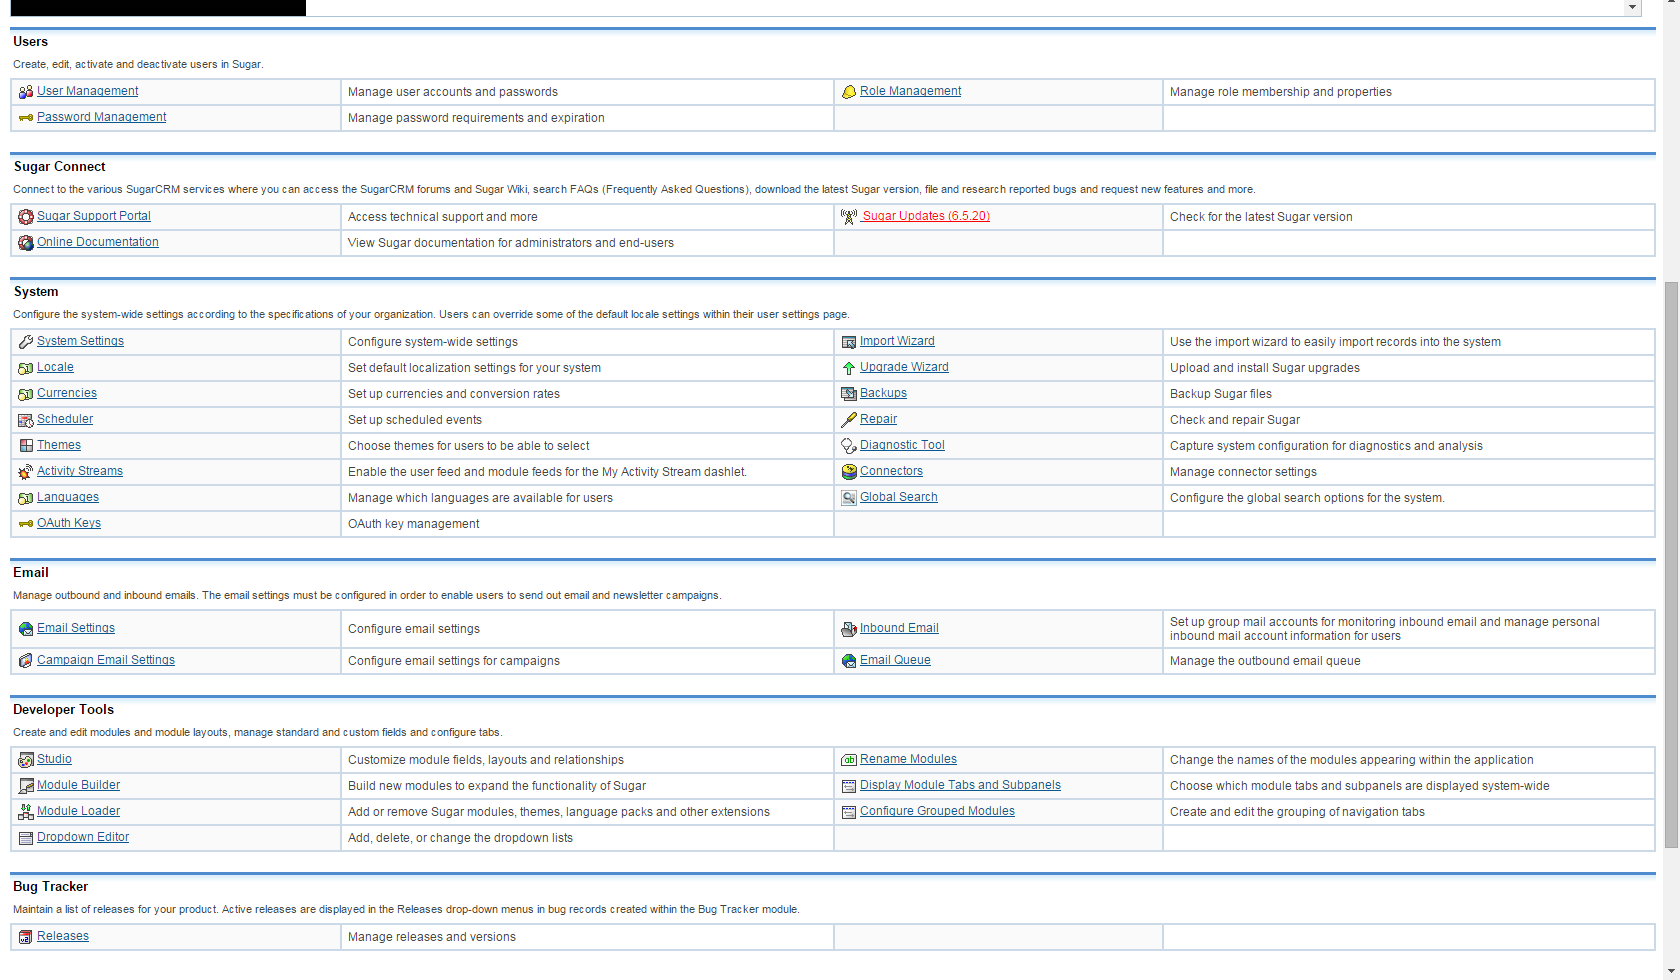 Users
Create, edit, activate and deactivate users in Sugar.
User Management Manage user accounts and passwords Role Management Manage role membership and properties
Password Management Manage password requirements and expiration
Sugar Connect
Connect to the various SugarCRM services where you can access the SugarCRM forums and Sugar Wiki, search FAQs (Frequently Asked Questions), download the latest Sugar version, file and research reported bugs and request new features and more.
Sugar Support Portal Access technical support and more Sugar Updates (6.5.20) Check for the latest Sugar version
Online Documentation View Sugar documentation for administrators and end-users
System
Configure the system-wide settings according to the specifications of your organization. Users can override some of the default locale settings within their user settings page.
System Settings Configure system-wide settings Import Wizard Use the import wizard to easily import records into the system
Locale Set default localization settings for your system Upgrade Wizard Upload and install Sugar upgrades
Currencies Set up currencies and conversion rates Backups Backup Sugar files
Scheduler Set up scheduled events Repair Check and repair Sugar
Themes Choose themes for users to be able to select Diagnostic Tool Capture system configuration for diagnostics and analysis
Activity Streams Enable the user feed and module feeds for the My Activity Stream dashlet. Connectors Manage connector settings
Languages Manage which languages are available for users Global Search Configure the global search options for the system.
OAuth Keys OAuth key management
Email
Manage outbound and inbound emails. The email settings must be configured in order to enable users to send out email and newsletter campaigns.
Email Settings Configure email settings Inbound Email Set up group mail accounts for monitoring inbound email and manage personal
inbound mail account information for users
Campaign Email Settings Configure email settings for campaigns Email Queue Manage the outbound email queue
Developer Tools
Create and edit modules and module layouts, manage standard and custom fields and configure tabs.
Studio Customize module fields, layouts and relationships Rename Modules Change the names of the modules appearing within the application
Module Builder Build new modules to expand the functionality of Sugar Display Module Tabs and Subpanels Choose which module tabs and subpanels are displayed system-wide
Module Loader Add or remove Sugar modules, themes, language packs and other extensions Configure Grouped Modules Create and edit the grouping of navigation tabs
Dropdown Editor Add, delete, or change the dropdown lists
Bug Tracker
Maintain a list of releases for your product. Active releases are displayed in the Releases drop-down menus in bug records created within the Bug Tracker module.
Releases Manage releases and versions